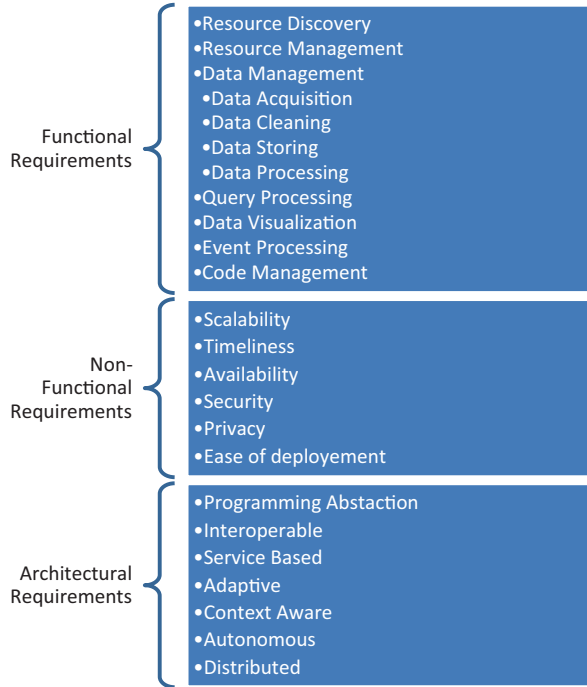 Functional
Requirements
•Resource Discovery
•Resource Management
•Data Management
•Data Acquisition
•Data Cleaning
•Data Storing
•Data Processing
•Query Processing
•Data Visualization
•Event Processing
•Code Management
Non-
Functional
Requirements
•Scalability
•Timeliness
•Availability
•Security
•Privacy
•Ease of deployement
Architectural
Requirements
•Programming Abstaction
•Interoperable
•Service Based
•Adaptive
•Context Aware
•Autonomous
•Distributed